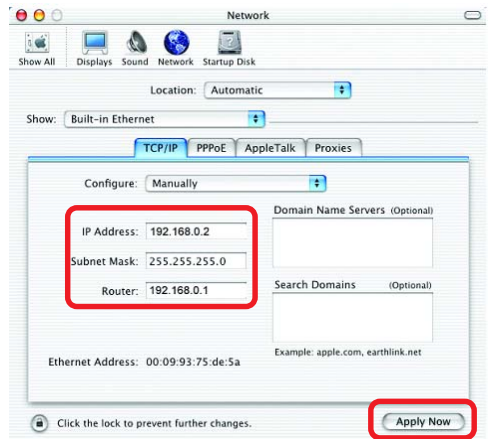 Network
Show All Displays Sound Network Startup Disk
Location: Automatic
Show: Built-in Ethernet
TCP/IP PPPoE AppleTalk Proxies
Configure: Manually
Domain Name Servers (Optional)
IP Address: 192.168.0.2
Subnet Mask: 255.255.255.0
Router: 192.168.0.1
Search Domains (Optional)
Example: apple.com, earthlink.net
Ethernet Address: 00:09:93:75:de:5a
Click the lock to prevent further changes.
Apply Now